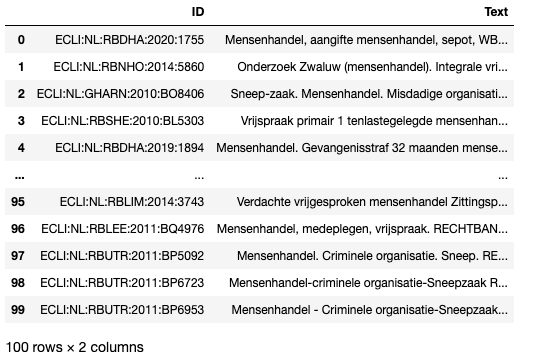 ID Text
0 ECLI:NL:RBDHA:2020:1755 Mensenhandel, aangifte mensenhandel, sepot, WB...
1 ECLI:NL:RBNHO:2014:5860 Onderzoek Zwaluw (mensenhandel). Integrale vri...
2 ECLI:NL:GHARN:2010:BO8406 Sneep-zaak. Mensenhandel. Misdadige organisati...
3 ECLI:NL:RBSHE:2010:BL5303 Vrijspraak primair 1 tenlastegelegde mensenhan...
4 ECLI:NL:RBDHA:2019:1894 Mensenhandel. Gevangenisstraf 32 maanden mense...
... ... ...
95 ECLI:NL:RBLIM:2014:3743 Verdachte vrijgesproken mensenhandel Zittingsp...
96 ECLI:NL:RBLEE:2011:BQ4976 Mensenhandel, medeplegen, vrijspraak. RECHTBAN...
97 ECLI:NL:RBUTR:2011:BP5092 Mensenhandel. Criminele organisatie. Sneep. RE...
98 ECLI:NL:RBUTR:2011:BP6723 Mensenhandel-criminele organisatie-Sneepzaak R...
99 ECLI:NL:RBUTR:2011:BP6953 Mensenhandel - Criminele organisatie-Sneepzaak...
100 rows × 2 columns